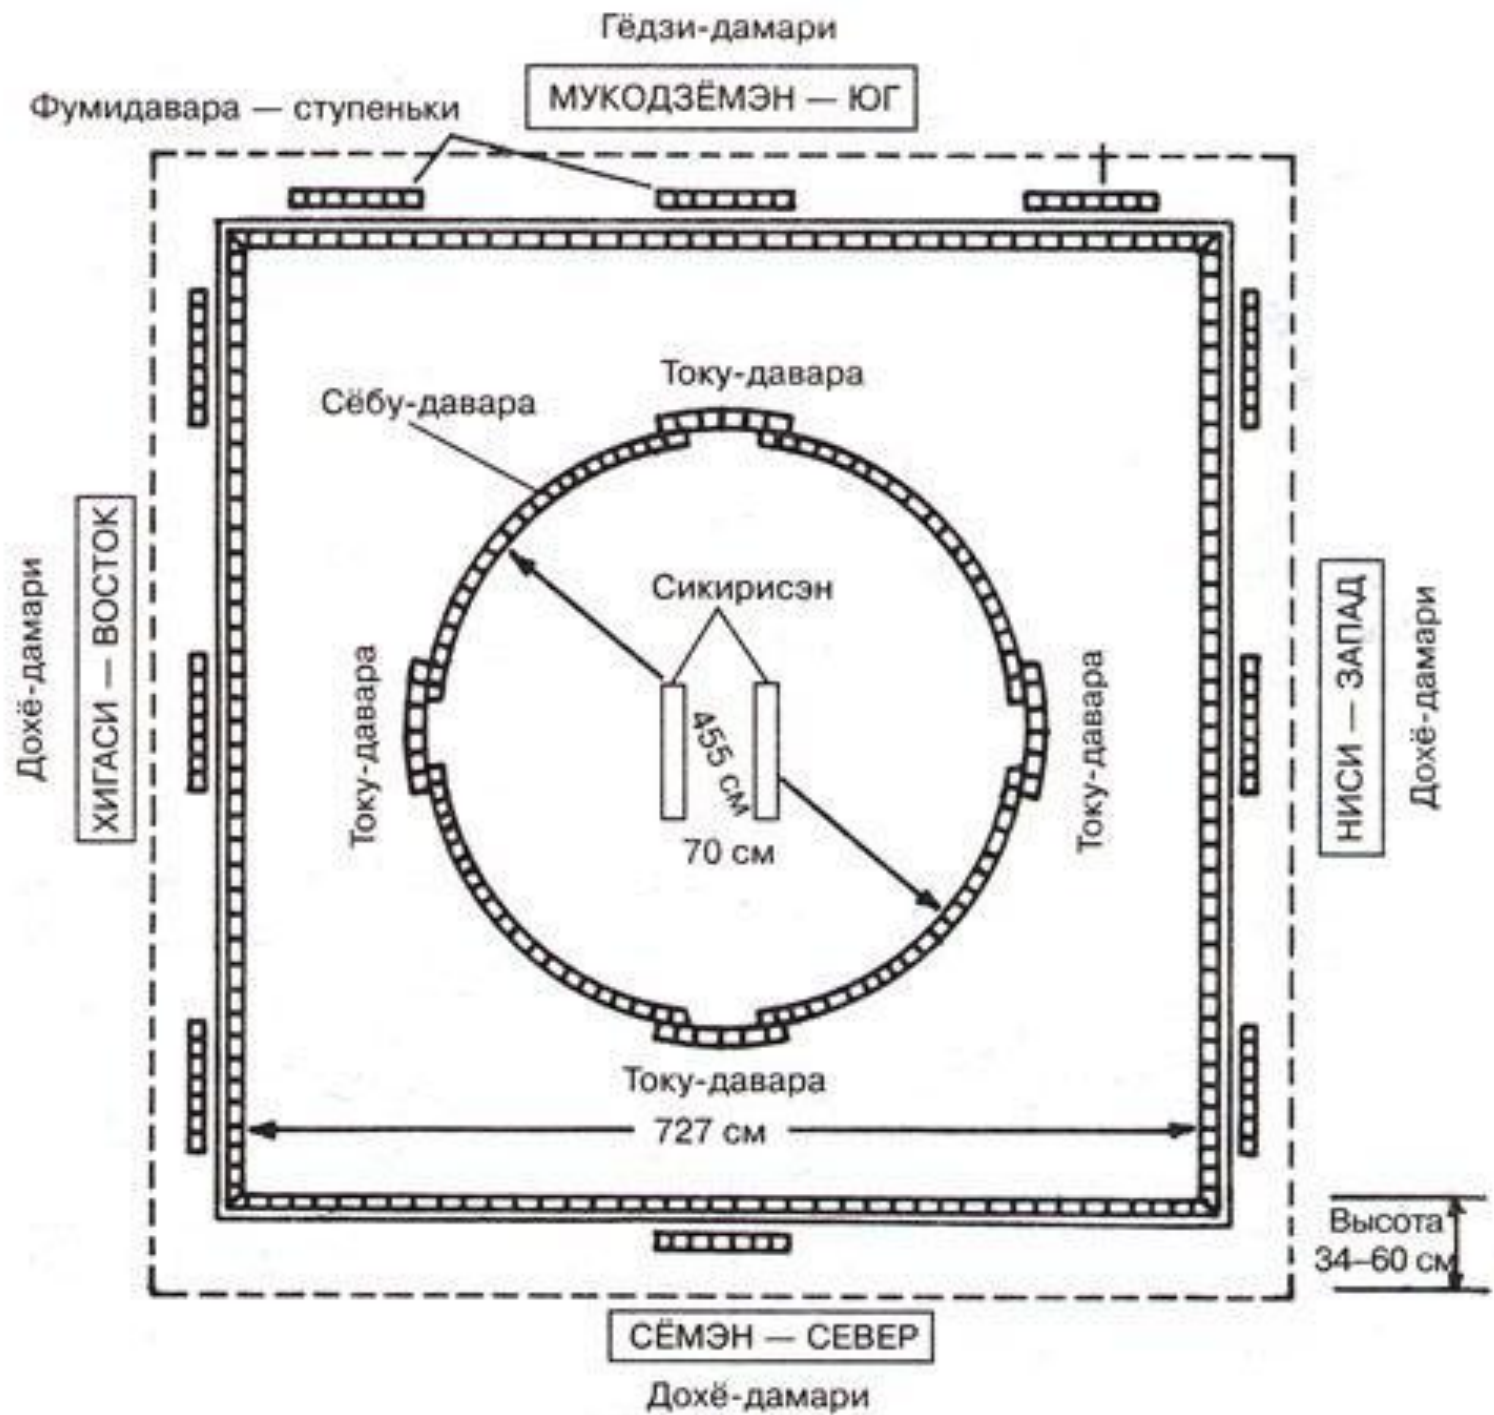 Гёдзи-дамари
МУКОДЗЁМЭН — ЮГ
Фумидавара — ступеньки
Току-давара
Сёбу-давара
Сикирисэн
455 см
70 см
Току-давара
Току-давара
Дохё-дамари
ХИГАСИ — ВОСТОК
НИСИ — ЗАПАД
Дохё-дамари
Току-давара
727 см
Высота
34–60 см
СЁМЭН — СЕВЕР
Дохё-дамари